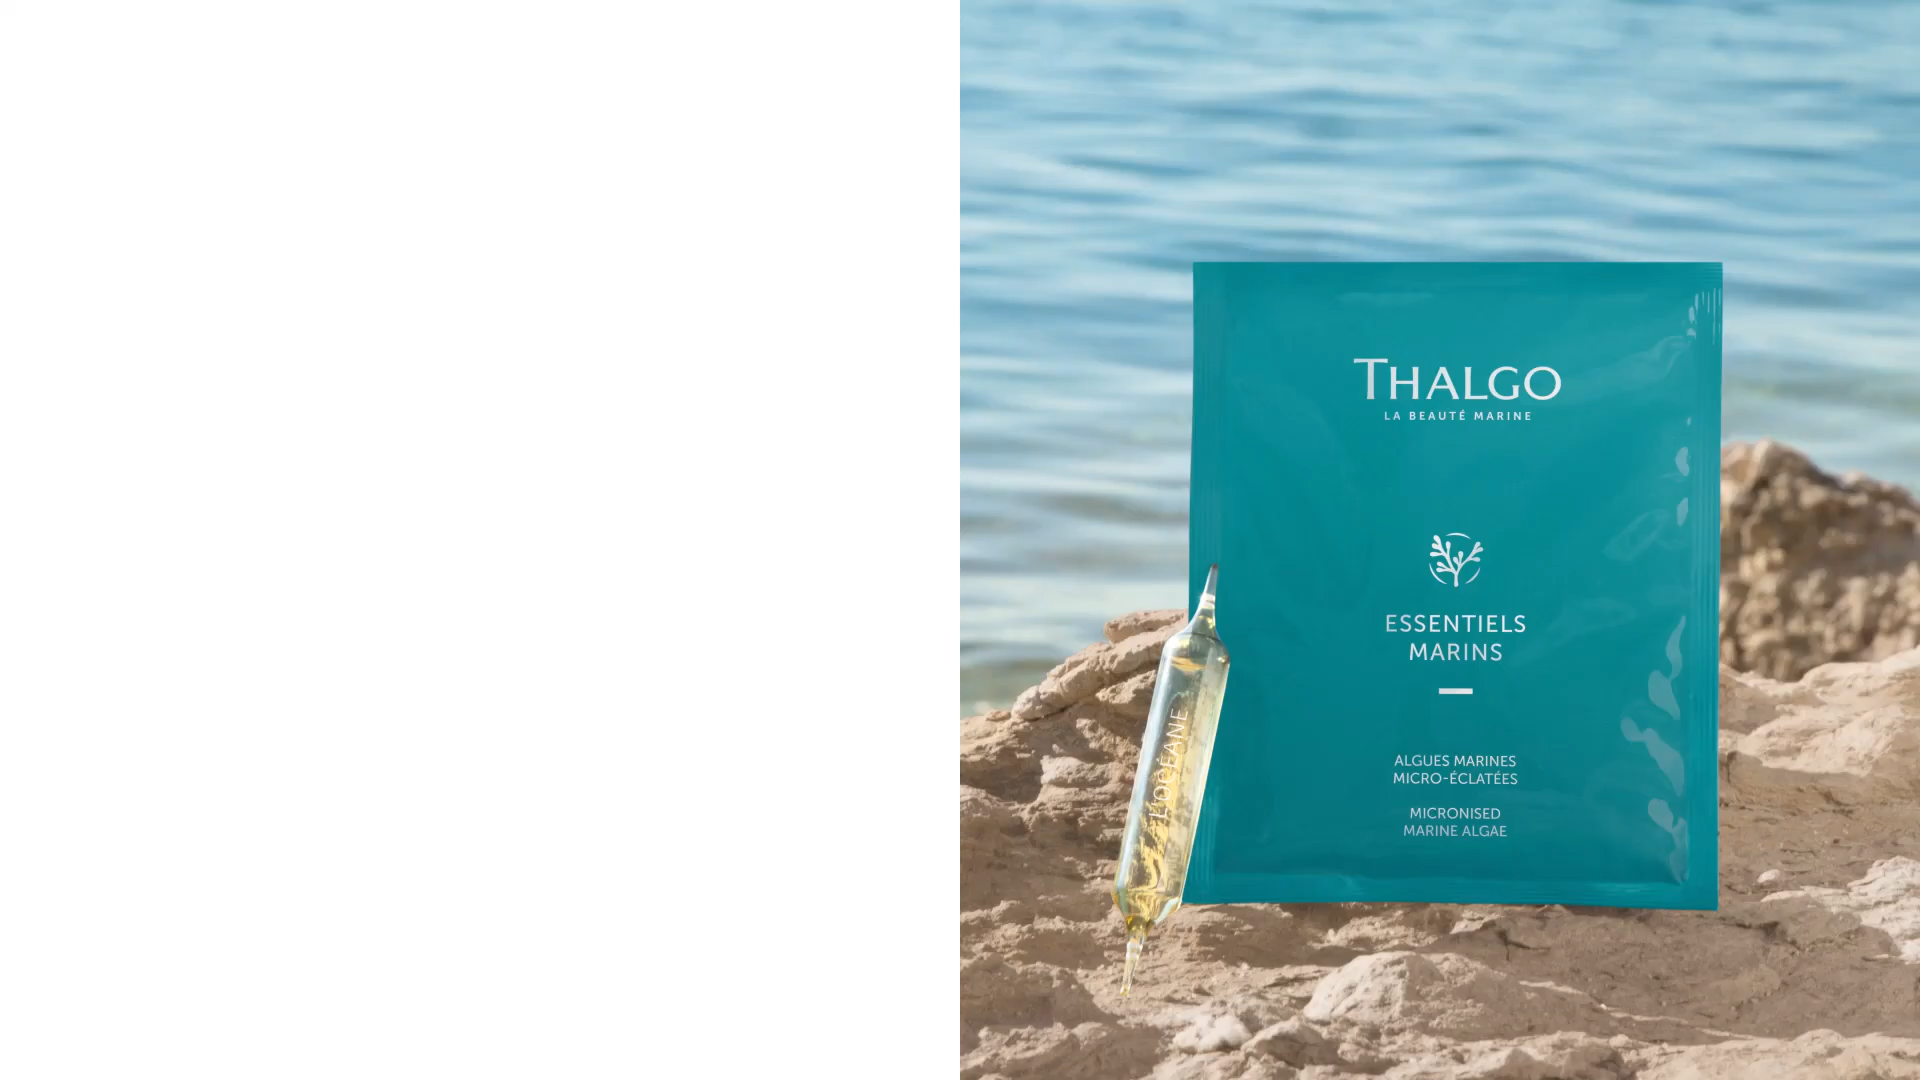 THALGO
LA BEAUTÉ MARINE
ESSENTIELS
MARINS
ALGUES MARINES
MICRO-ÉCLATÉES
MICRONISED
MARINE ALGAE
L'OCÉANE